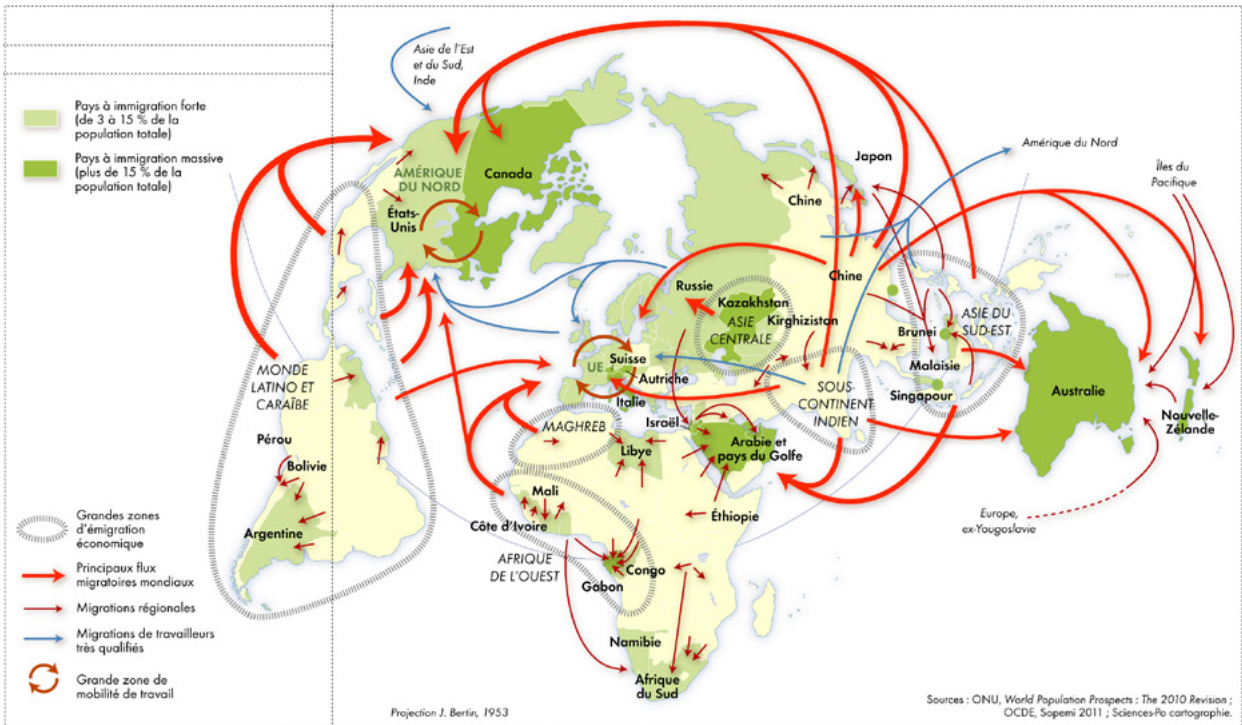 Asie de l'Est
et du Sud,
Inde
Pays à immigration forte
(de 3 à 15 % de la
population totale)
Pays à immigration massive
(plus de 15 % de la
population totale)
AMÉRIQUE
DU NORD
Canada
États-
Unis
Japon
Amérique du Nord
Îles du
Pacifique
Chine
Chine
Russie
Kazakhstan
ASIE
CENTRALE
Kirghizistan
Brunei
ASIE DU
SUD-EST
Malaisie
Singapour
UE
Suisse
Autriche
Italie
SOUS-
CONTINENT
INDIEN
Australie
Nouvelle-
Zélande
MONDE
LATINO ET
CARAÏBE
MAGHREB
Israël
Libye
Arabie et
pays du Golfe
Pérou
Bolivie
Argentine
Mali
Côte d'Ivoire
Éthiopie
AFRIQUE
DE L'OUEST
Congo
Gabon
Namibie
Afrique
du Sud
Europe,
ex-Yougoslavie
Grandes zones
d'émigration
économique
Principaux flux
migratoires mondiaux
Migrations régionales
Migrations de travailleurs
très qualifiés
Grande zone de
mobilité de travail
Projection J. Bertin, 1953
Sources : ONU, World Population Prospects : The 2010 Revision ;
OCDE, Sopemi 2011 ; Sciences-Po cartographie.